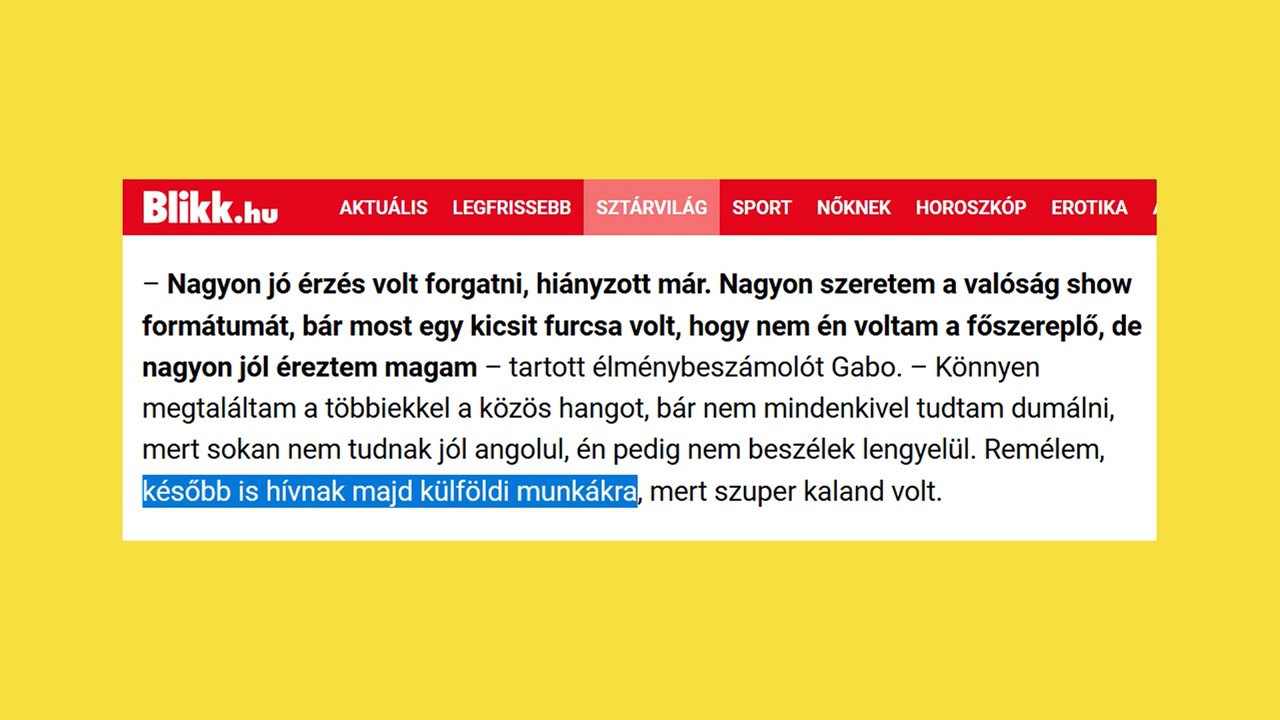 Blikk.hu AKTUÁLIS LEGFRISSEBB SZTÁRVILÁG SPORT NŐKNEK HOROSZKÓP EROTIKA
– Nagyon jó érzés volt forgatni, hiányzott már. Nagyon szeretem a valóság show
formátumát, bár most egy kicsit furcsa volt, hogy nem én voltam a főszereplő, de
nagyon jól éreztem magam – tartott élménybeszámolót Gabo. – Könnyen
megtaláltam a többiekkel a közös hangot, bár nem mindenkivel tudtam dumálni,
mert sokan nem tudnak jól angolul, én pedig nem beszélek lengyelül. Remélem,
később is hívnak majd külföldi munkákra, mert szuper kaland volt.